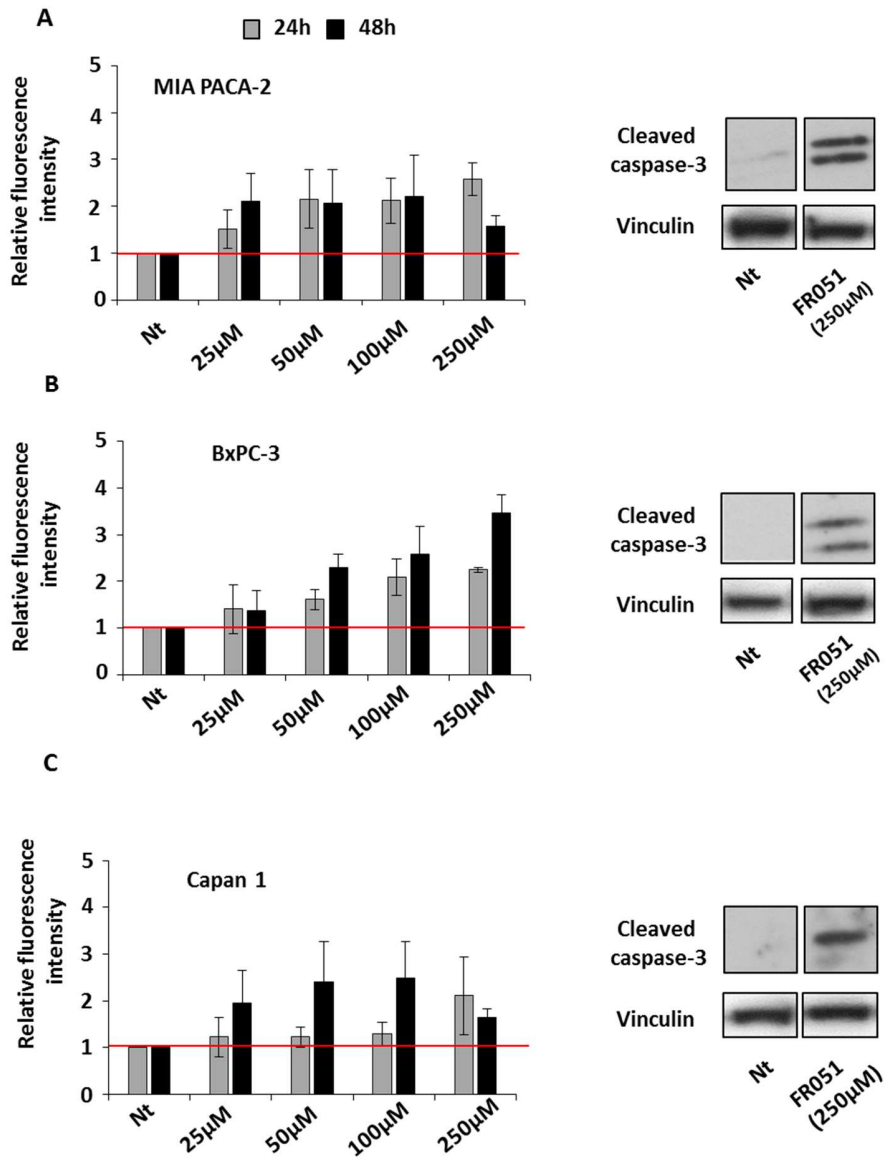 A
24h 48h
5
4
3
2
1
0
Relative fluorescence
intensity
MIA PACA-2
Nt
25µM
50µM
100µM
250µM
Cleaved
caspase-3
Vinculin
Nt
FR051
(250µM)
B
5
4
3
2
1
0
Relative fluorescence
intensity
BxPC-3
Nt
25µM
50µM
100µM
250µM
Cleaved
caspase-3
Vinculin
Nt
FR051
(250µM)
C
5
4
3
2
1
0
Relative fluorescence
intensity
Capan 1
Nt
25µM
50µM
100µM
250µM
Cleaved
caspase-3
Vinculin
Nt
FR051
(250µM)